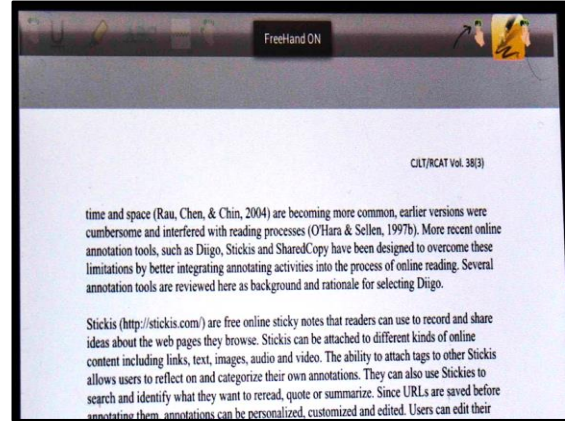 FreeHand ON
CJLT/RCAT Vol. 38(3)
time and space (Rau, Chen, & Chin, 2004) are becoming more common, earlier versions were
cumbersome and interfered with reading processes (O'Hara & Sellen, 1997b). More recent online
annotation tools, such as Diigo, Stickis and SharedCopy have been designed to overcome these
limitations by better integrating annotating activities into the process of online reading. Several
annotation tools are reviewed here as background and rationale for selecting Diigo.
Stickis (http://stickis.com/) are free online sticky notes that readers can use to record and share
ideas about the web pages they browse. Stickis can be attached to different kinds of online
content including links, text, images, audio and video. The ability to attach tags to other Stickis
allows users to reflect on and categorize their own annotations. They can also use Stickies to
search and identify what they want to reread, quote or summarize. Since URLs are saved before
annotating them, annotations can be personalized, customized and edited. Users can edit their